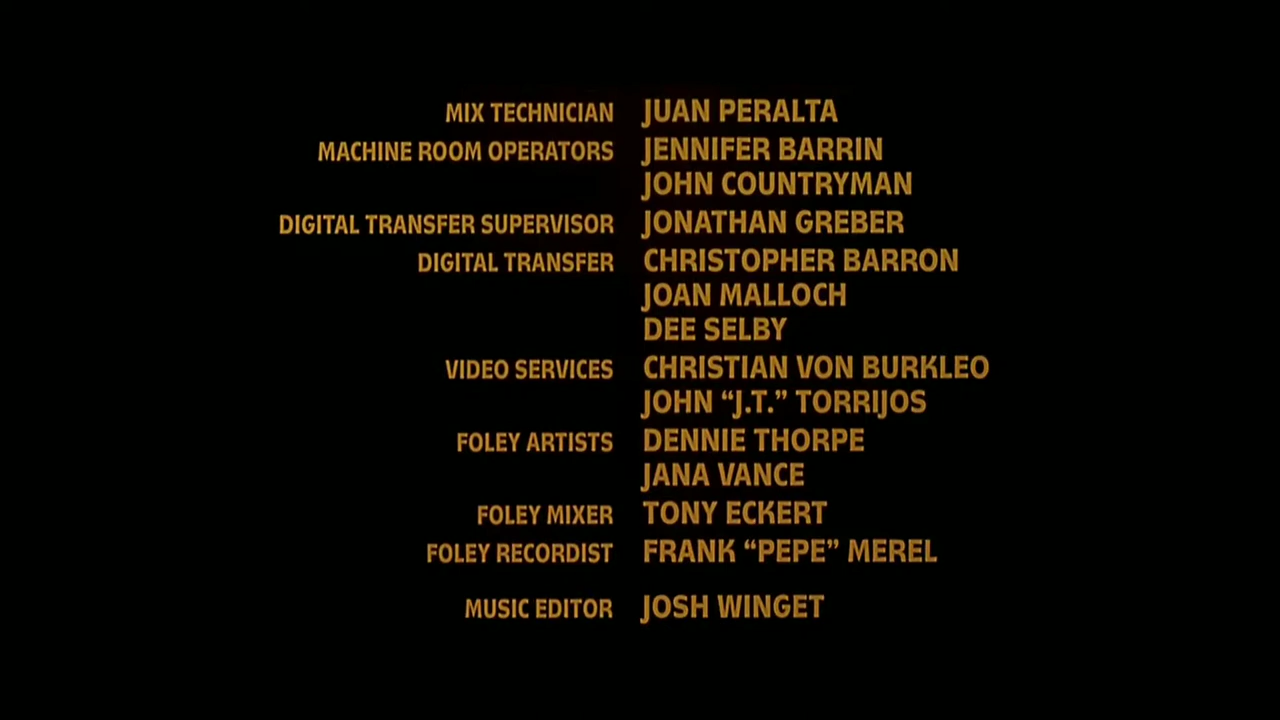 MIX TECHNICIAN JUAN PERALTA
MACHINE ROOM OPERATORS JENNIFER BARRIN
JOHN COUNTRYMAN
DIGITAL TRANSFER SUPERVISOR JONATHAN GREBER
DIGITAL TRANSFER CHRISTOPHER BARRON
JOAN MALLOCH
DEE SELBY
VIDEO SERVICES CHRISTIAN VON BURKLEO
JOHN “J.T.” TORRIJOS
FOLEY ARTISTS DENNIE THORPE
JANA VANCE
FOLEY MIXER TONY ECKERT
FOLEY RECORDIST FRANK “PEPE” MEREL
MUSIC EDITOR JOSH WINGET